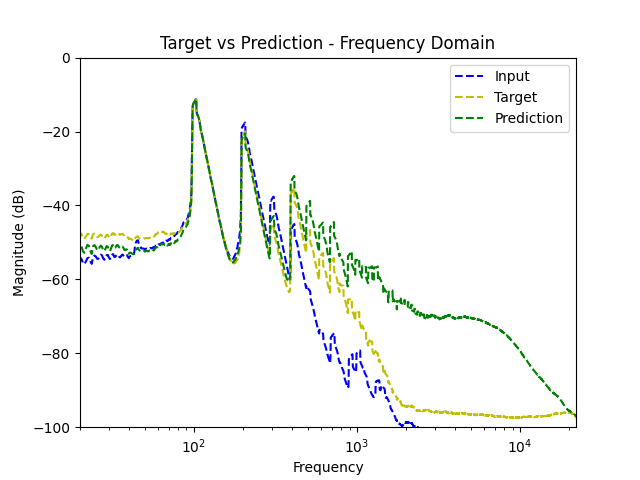 Target vs Prediction - Frequency Domain
Input
Target
Prediction
0
−20
−40
−60
−80
−100
Magnitude (dB)
10²
10³
10⁴
Frequency